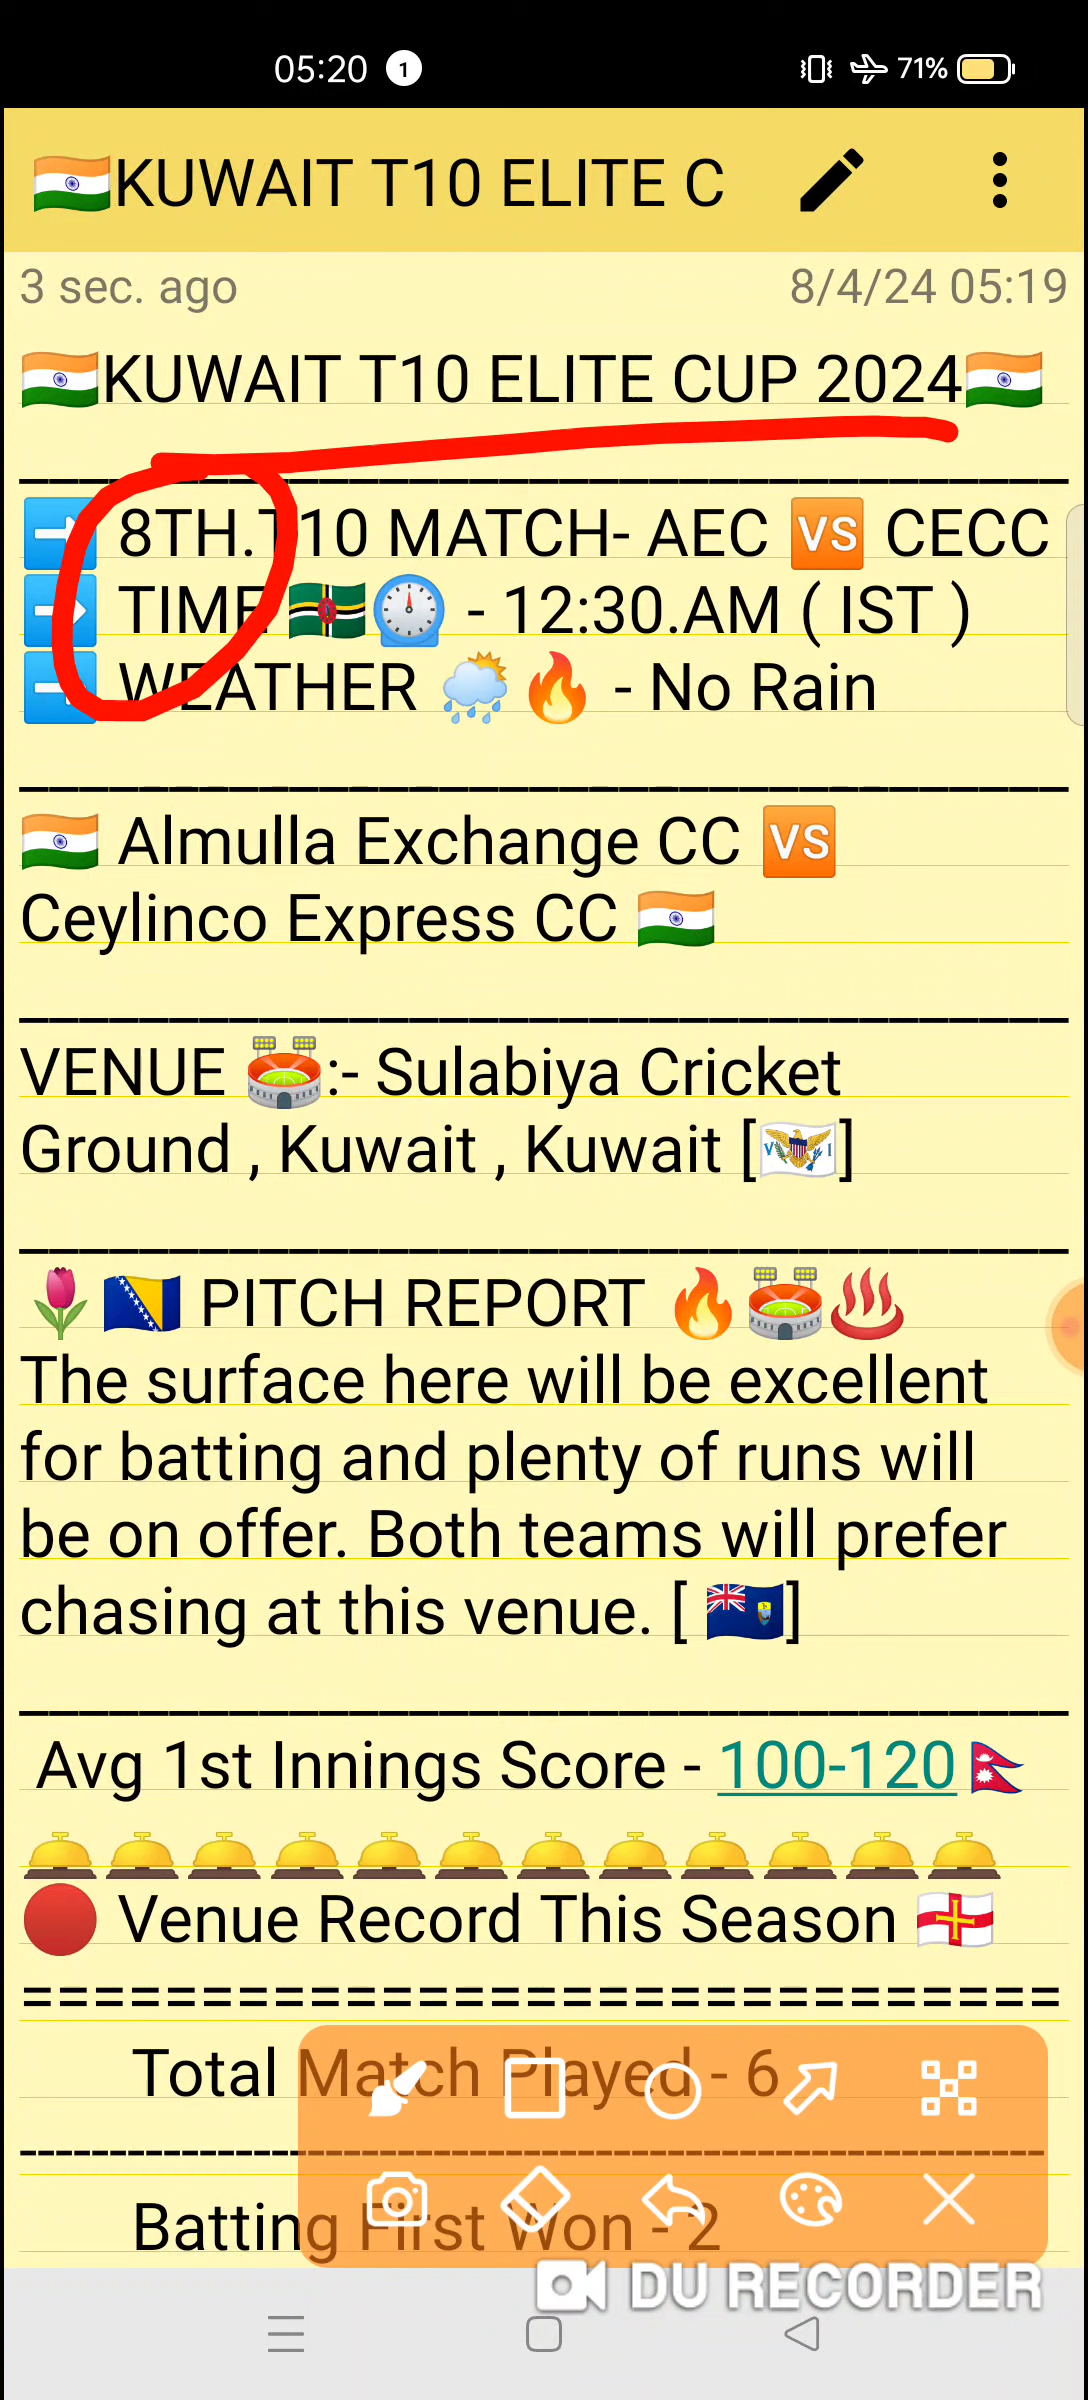 05:20 1 71%
🇮🇳KUWAIT T10 ELITE C
3 sec. ago 8/4/24 05:19
🇮🇳KUWAIT T10 ELITE CUP 2024🇮🇳
➡️ 8TH.T10 MATCH- AEC 🆚 CECC
➡️ TIME 🇩🇲⏲️ - 12:30.AM ( IST )
➡️ WEATHER 🌦️🔥 - No Rain
🇮🇳 Almulla Exchange CC 🆚
Ceylinco Express CC 🇮🇳
VENUE 🏟️:- Sulabiya Cricket
Ground , Kuwait , Kuwait [🇻🇮]
🌷🇧🇦 PITCH REPORT 🔥🏟️♨️
The surface here will be excellent
for batting and plenty of runs will
be on offer. Both teams will prefer
chasing at this venue. [ 🇸🇭]
Avg 1st Innings Score - 100-120🇳🇵
🛎️🛎️🛎️🛎️🛎️🛎️🛎️🛎️🛎️🛎️🛎️🛎️
🔴 Venue Record This Season 🇬🇬
=============================
Total Match Played - 6
Batting First Won - 2
DU RECORDER